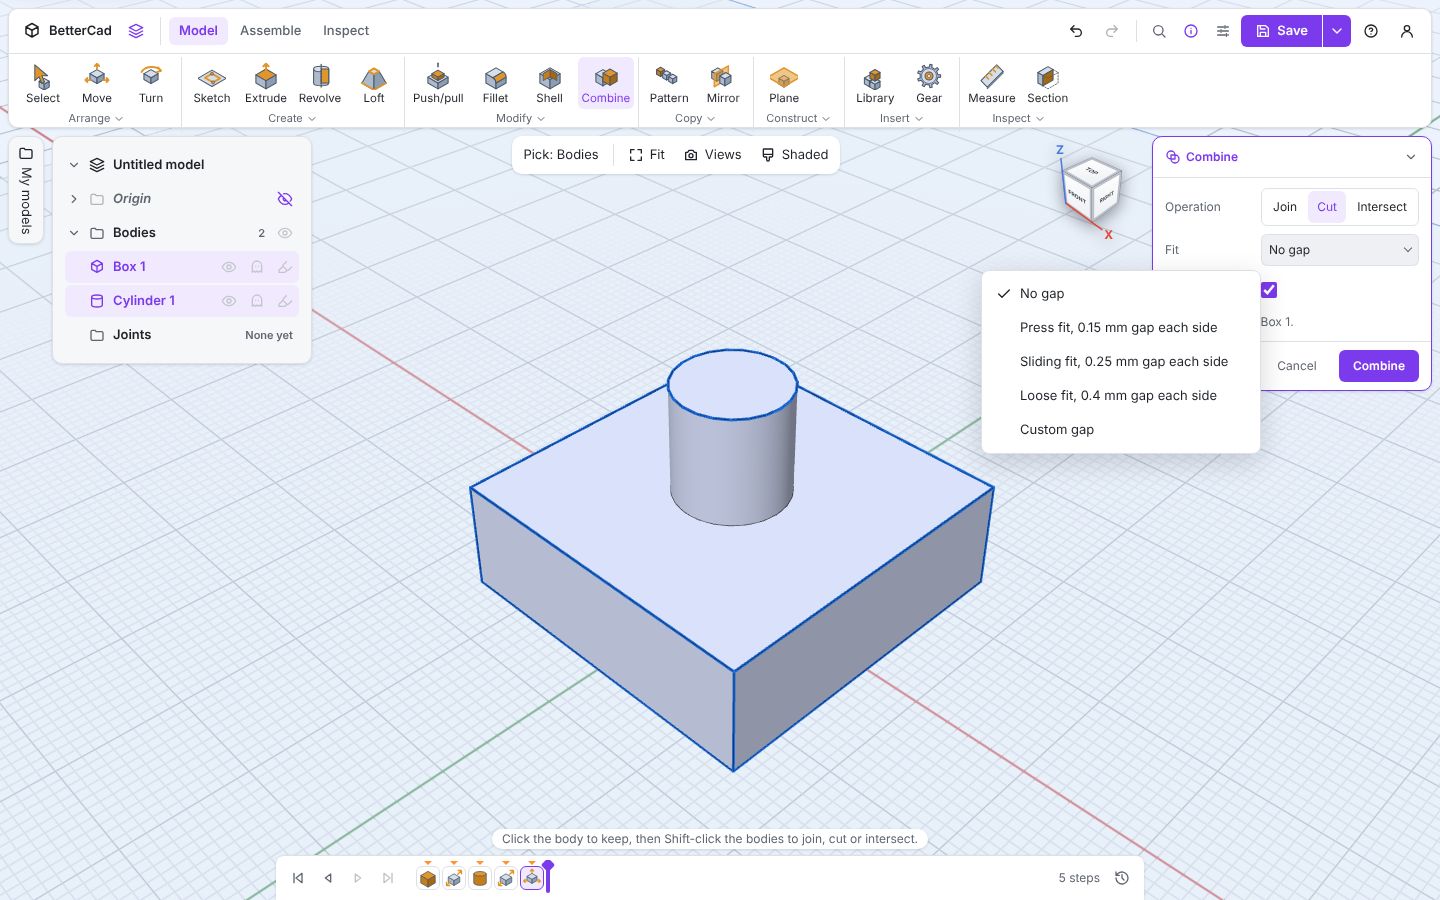 BetterCad
Model
Assemble
Inspect
Save
Select
Move
Turn
Sketch
Extrude
Revolve
Loft
Push/pull
Fillet
Shell
Combine
Pattern
Mirror
Plane
Library
Gear
Measure
Section
Arrange
Create
Modify
Copy
Construct
Insert
Inspect
My models
Untitled model
Origin
Bodies 2
Box 1
Cylinder 1
Joints None yet
Pick: Bodies
Fit
Views
Shaded
Z
TOP
FRONT
RIGHT
X
Combine
Operation Join Cut Intersect
Fit No gap
No gap
Press fit, 0.15 mm gap each side
Sliding fit, 0.25 mm gap each side
Loose fit, 0.4 mm gap each side
Custom gap
Box 1.
Cancel Combine
Click the body to keep, then Shift-click the bodies to join, cut or intersect.
5 steps